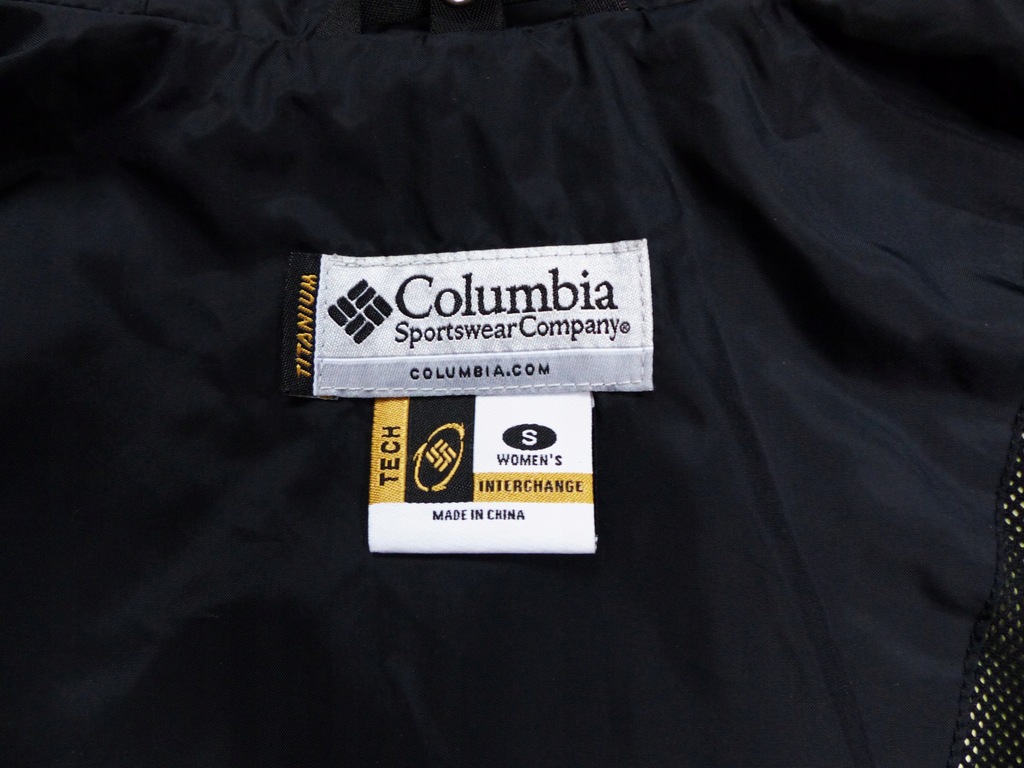 TITANIUM
Columbia
Sportswear Company®
COLUMBIA.COM
TECH
S
WOMEN'S
INTERCHANGE
MADE IN CHINA